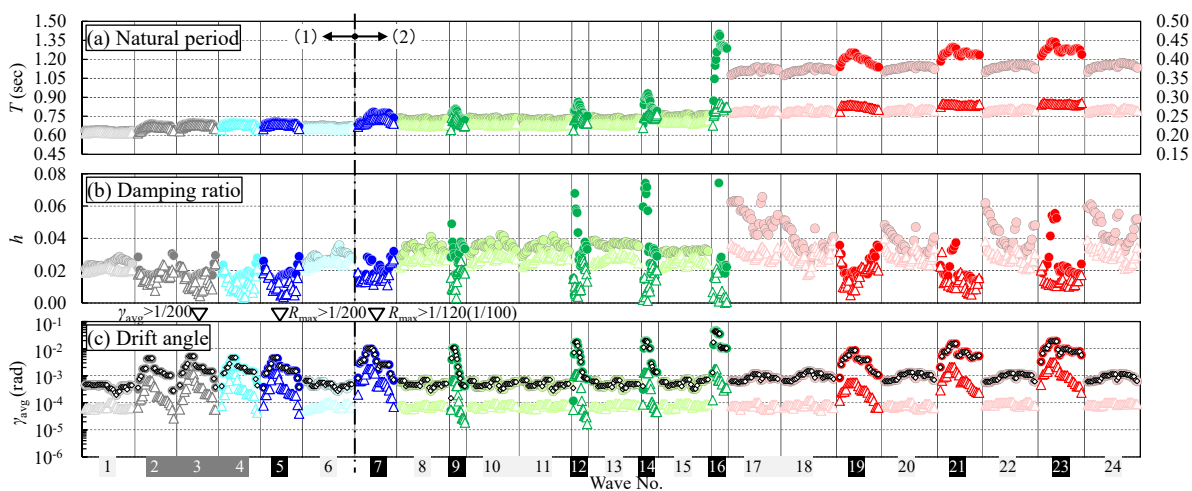 (a) Natural period
(1)
(2)
T (sec)
1.50
1.35
1.20
1.05
0.90
0.75
0.60
0.45
0.50
0.45
0.40
0.35
0.30
0.25
0.20
0.15
(b) Damping ratio
h
0.08
0.06
0.04
0.02
0.00
γavg>1/200
Rmax>1/200
Rmax>1/120(1/100)
(c) Drift angle
γavg (rad)
10-1
10-2
10-3
10-4
10-5
10-6
1 2 3 4 5 6 7 8 9 10 11 12 13 14 15 16 17 18 19 20 21 22 23 24
Wave No.